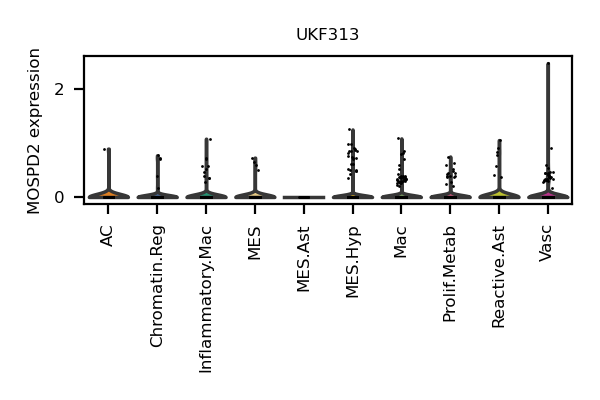 UKF313
MOSPD2 expression
2
0
AC
Chromatin.Reg
Inflammatory.Mac
MES
MES.Ast
MES.Hyp
Mac
Prolif.Metab
Reactive.Ast
Vasc